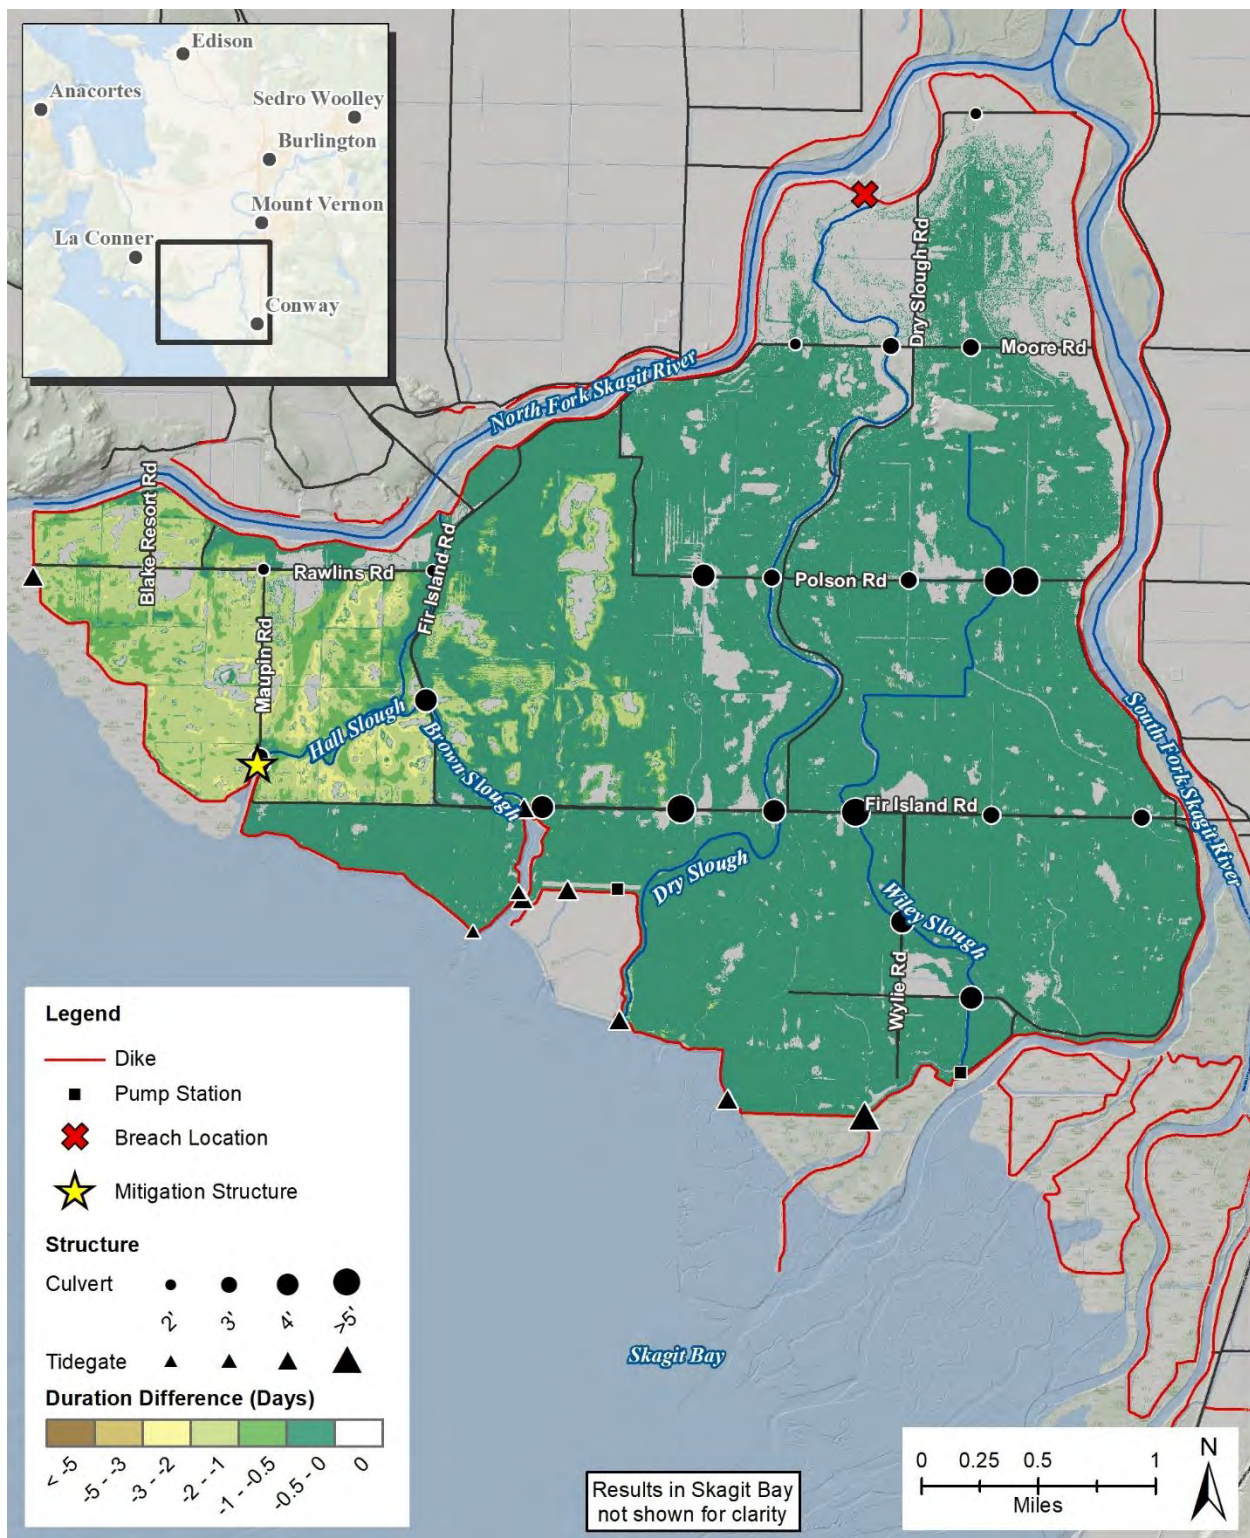 Edison
Anacortes
Sedro Woolley
Burlington
Mount Vernon
La Conner
Conway
Dry Slough Rd
Moore Rd
North Fork Skagit River
Blake Resort Rd
Rawlins Rd
Fir Island Rd
Polson Rd
Maupin Rd
Hall Slough
Brown Slough
South Fork Skagit River
Fir Island Rd
Dry Slough
Wiley Slough
Wylie Rd
Legend
Dike
Pump Station
Breach Location
Mitigation Structure
Structure
Culvert
2'
3'
4'
>5'
Tidegate
Duration Difference (Days)
< -5
-5 - -3
-3 - -2
-2 - -1
-1 - -0.5
-0.5 - 0
0
Skagit Bay
Results in Skagit Bay
not shown for clarity
0 0.25 0.5 1
Miles
N